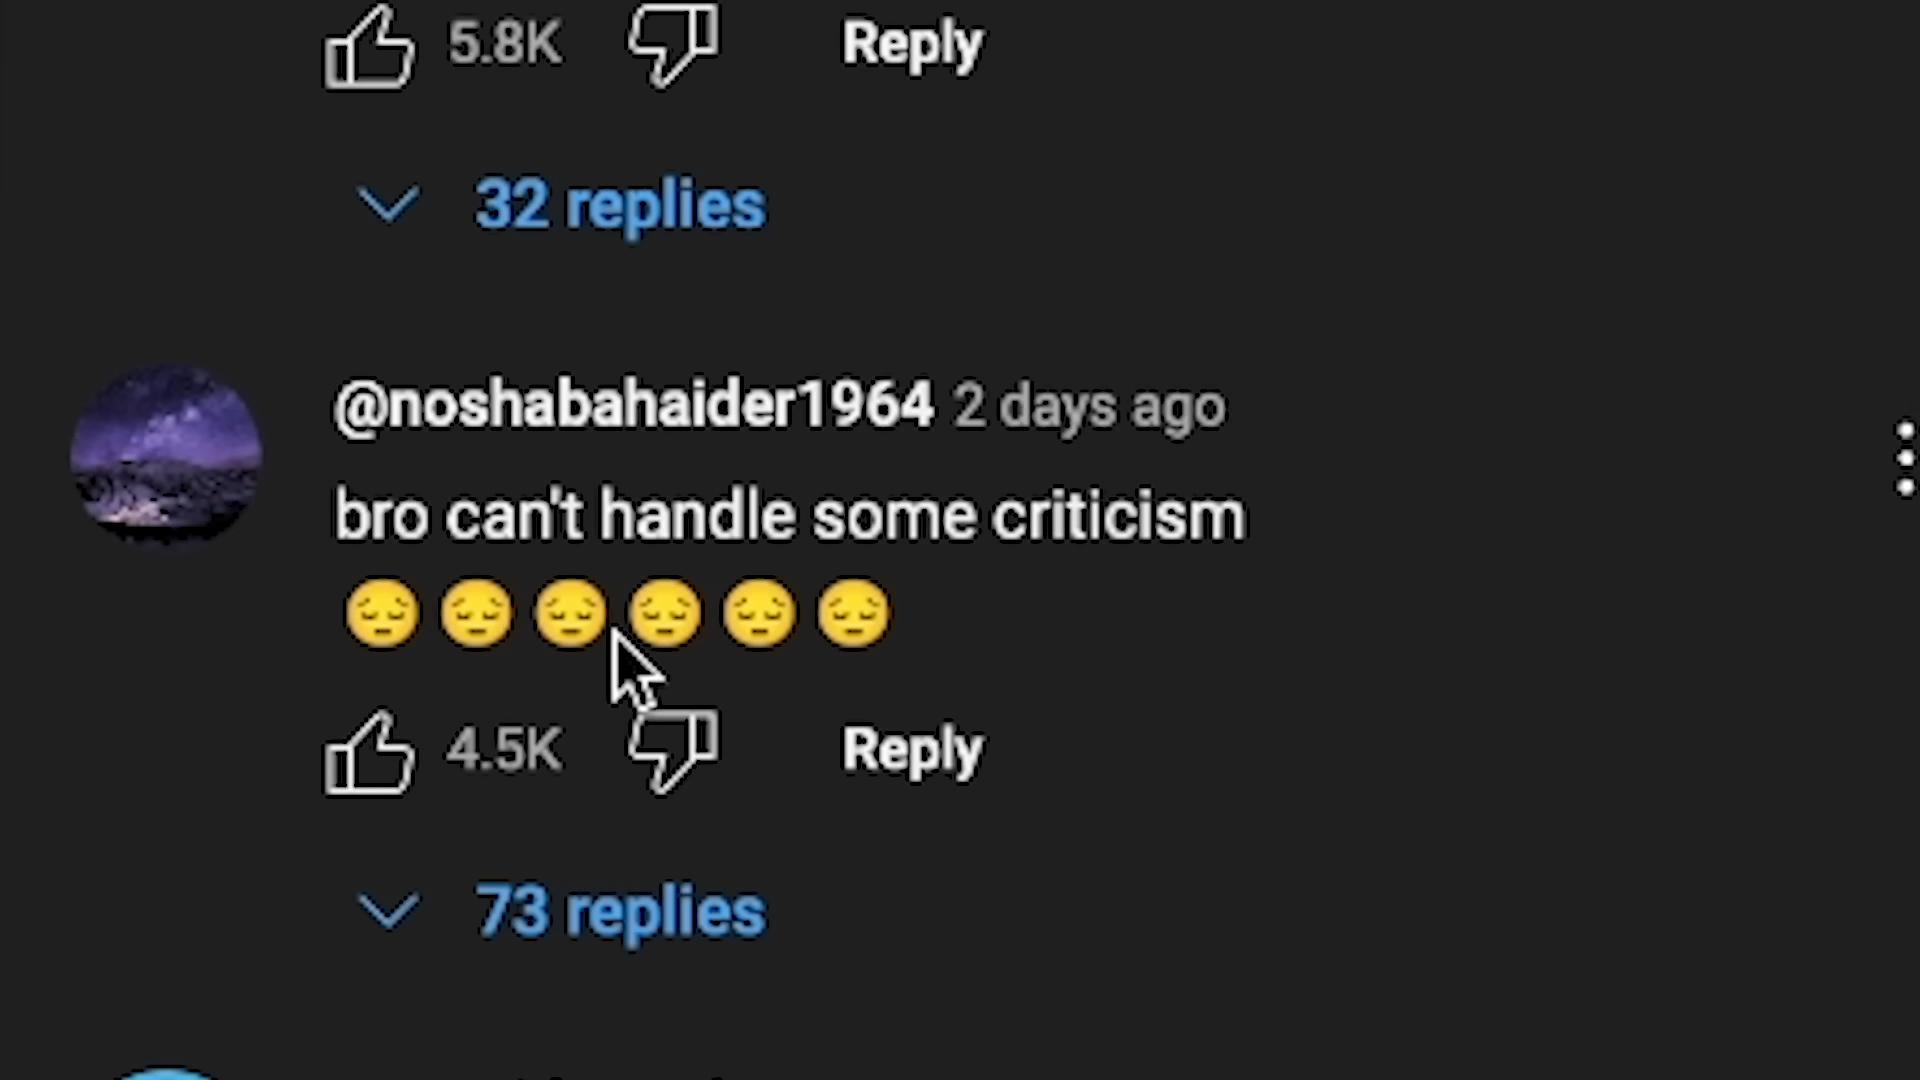 5.8K Reply
32 replies
@noshabahaider1964 2 days ago
bro can't handle some criticism
😔😔😔😔😔😔
4.5K Reply
73 replies